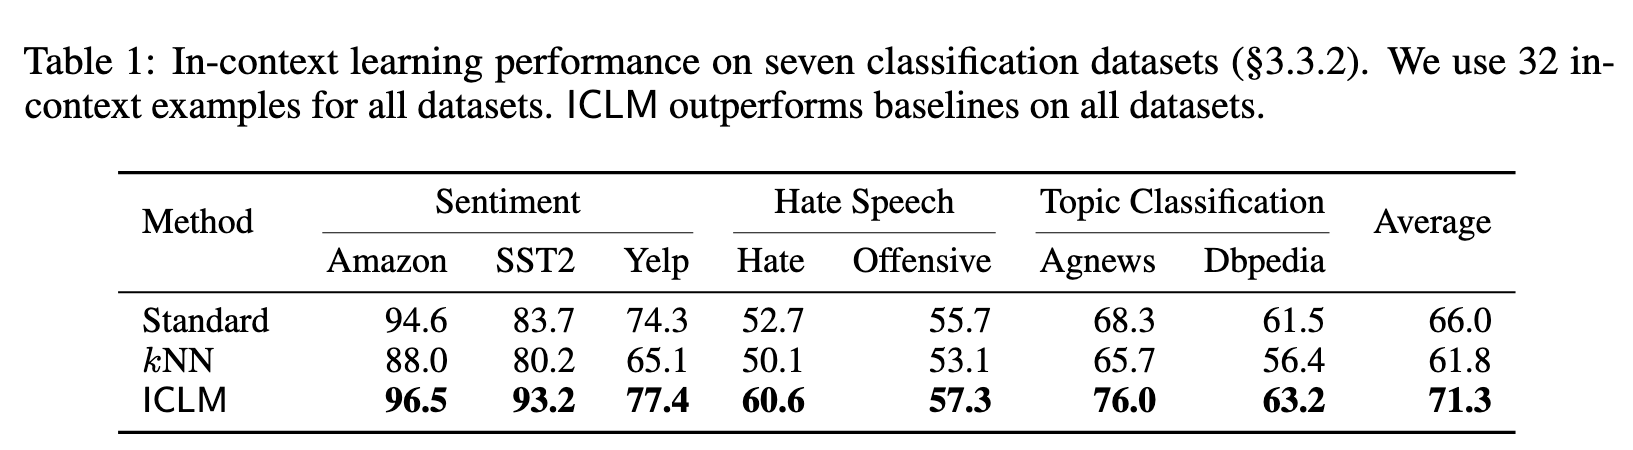 Table 1: In-context learning performance on seven classification datasets (§3.3.2). We use 32 in-
context examples for all datasets. ICLM outperforms baselines on all datasets.
Method Sentiment Hate Speech Topic Classification Average
Amazon SST2 Yelp Hate Offensive Agnews Dbpedia
Standard 94.6 83.7 74.3 52.7 55.7 68.3 61.5 66.0
kNN 88.0 80.2 65.1 50.1 53.1 65.7 56.4 61.8
ICLM 96.5 93.2 77.4 60.6 57.3 76.0 63.2 71.3